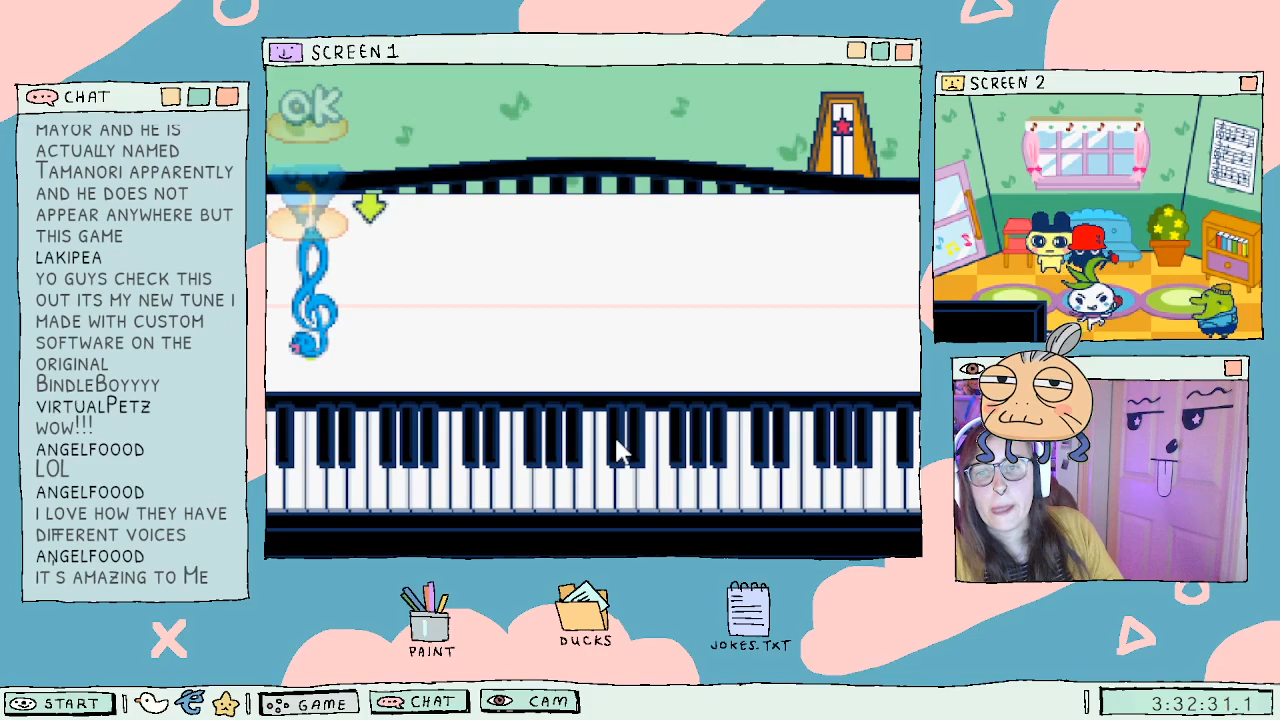 SCREEN 1
CHAT
MAYOR AND HE IS
ACTUALLY NAMED
TAMANORI APPARENTLY
AND HE DOES NOT
APPEAR ANYWHERE BUT
THIS GAME
LAKIPEA
YO GUYS CHECK THIS
OUT ITS MY NEW TUNE I
MADE WITH CUSTOM
SOFTWARE ON THE
ORIGINAL
BINDLEBOYYYY
VIRTUALPETZ
WOW!!!
ANGELFOOOD
LOL
ANGELFOOOD
I LOVE HOW THEY HAVE
DIFFERENT VOICES
ANGELFOOOD
IT'S AMAZING TO ME
OK
SCREEN 2
PAINT
DUCKS
JOKES.TXT
START
GAME
CHAT
CAM
3:32:31.1